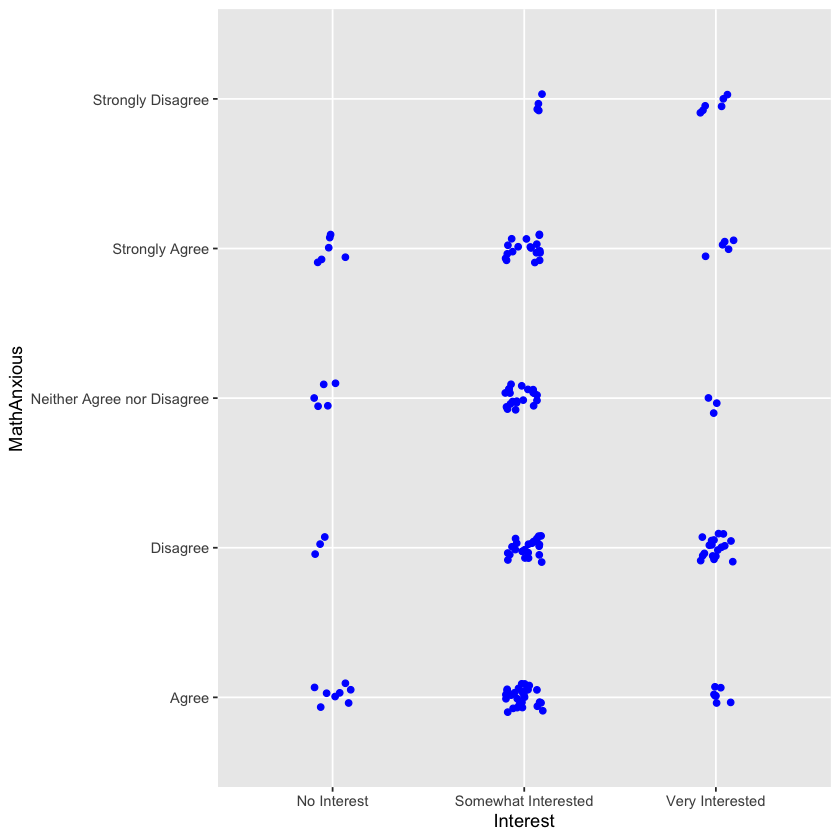 Strongly Disagree
Strongly Agree
MathAnxious
Neither Agree nor Disagree
Disagree
Agree
No Interest
Somewhat Interested
Very Interested
Interest